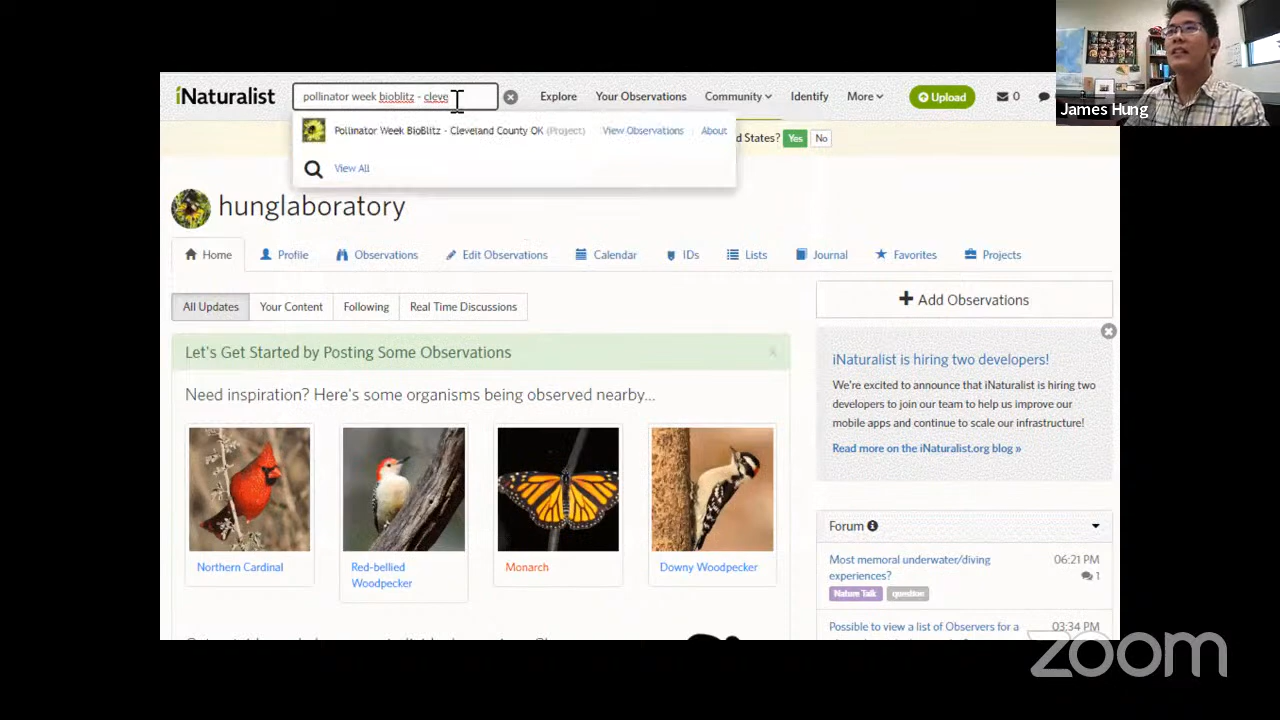 iNaturalist
pollinator week bioblitz - cleve
Explore
Your Observations
Community
Identify
More
Upload
0
James Hung
Pollinator Week BioBlitz - Cleveland County OK (Project) View Observations About
d States? Yes No
View All
hunglaboratory
Home
Profile
Observations
Edit Observations
Calendar
IDs
Lists
Journal
Favorites
Projects
All Updates
Your Content
Following
Real Time Discussions
Add Observations
Let's Get Started by Posting Some Observations
x
Need inspiration? Here's some organisms being observed nearby...
Northern Cardinal
Red-bellied
Woodpecker
Monarch
Downy Woodpecker
iNaturalist is hiring two developers!
We're excited to announce that iNaturalist is hiring two
developers to join our team to help us improve our
mobile apps and continue to scale our infrastructure!
Read more on the iNaturalist.org blog »
Forum
Most memoral underwater/diving
experiences?
06:21 PM
1
Nature Talk
question
Possible to view a list of Observers for a
03:34 PM
zoom